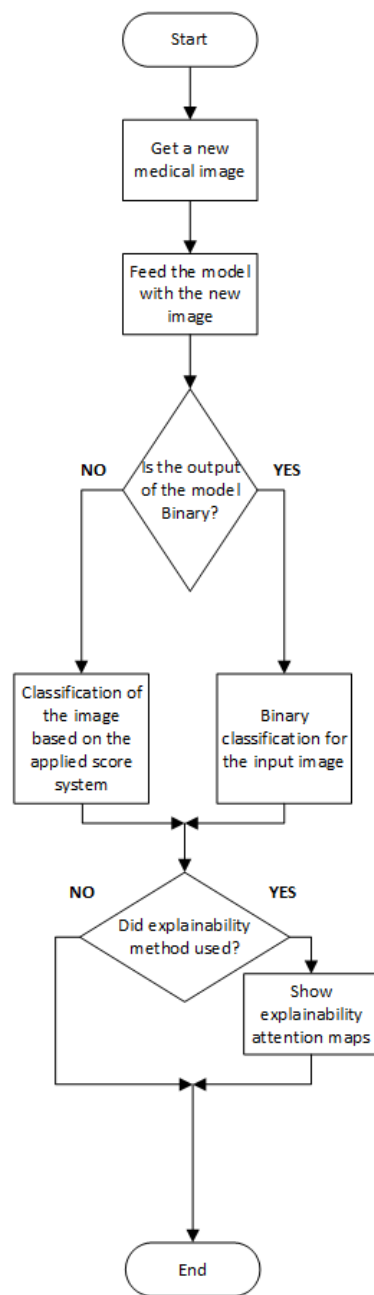 Start
Get a new
medical image
Feed the model
with the new
image
NO
YES
Is the output
of the model
Binary?
Classification of
the image
based on the
applied score
system
Binary
classification for
the input image
NO
YES
Did explainability
method used?
Show
explainability
attention maps
End